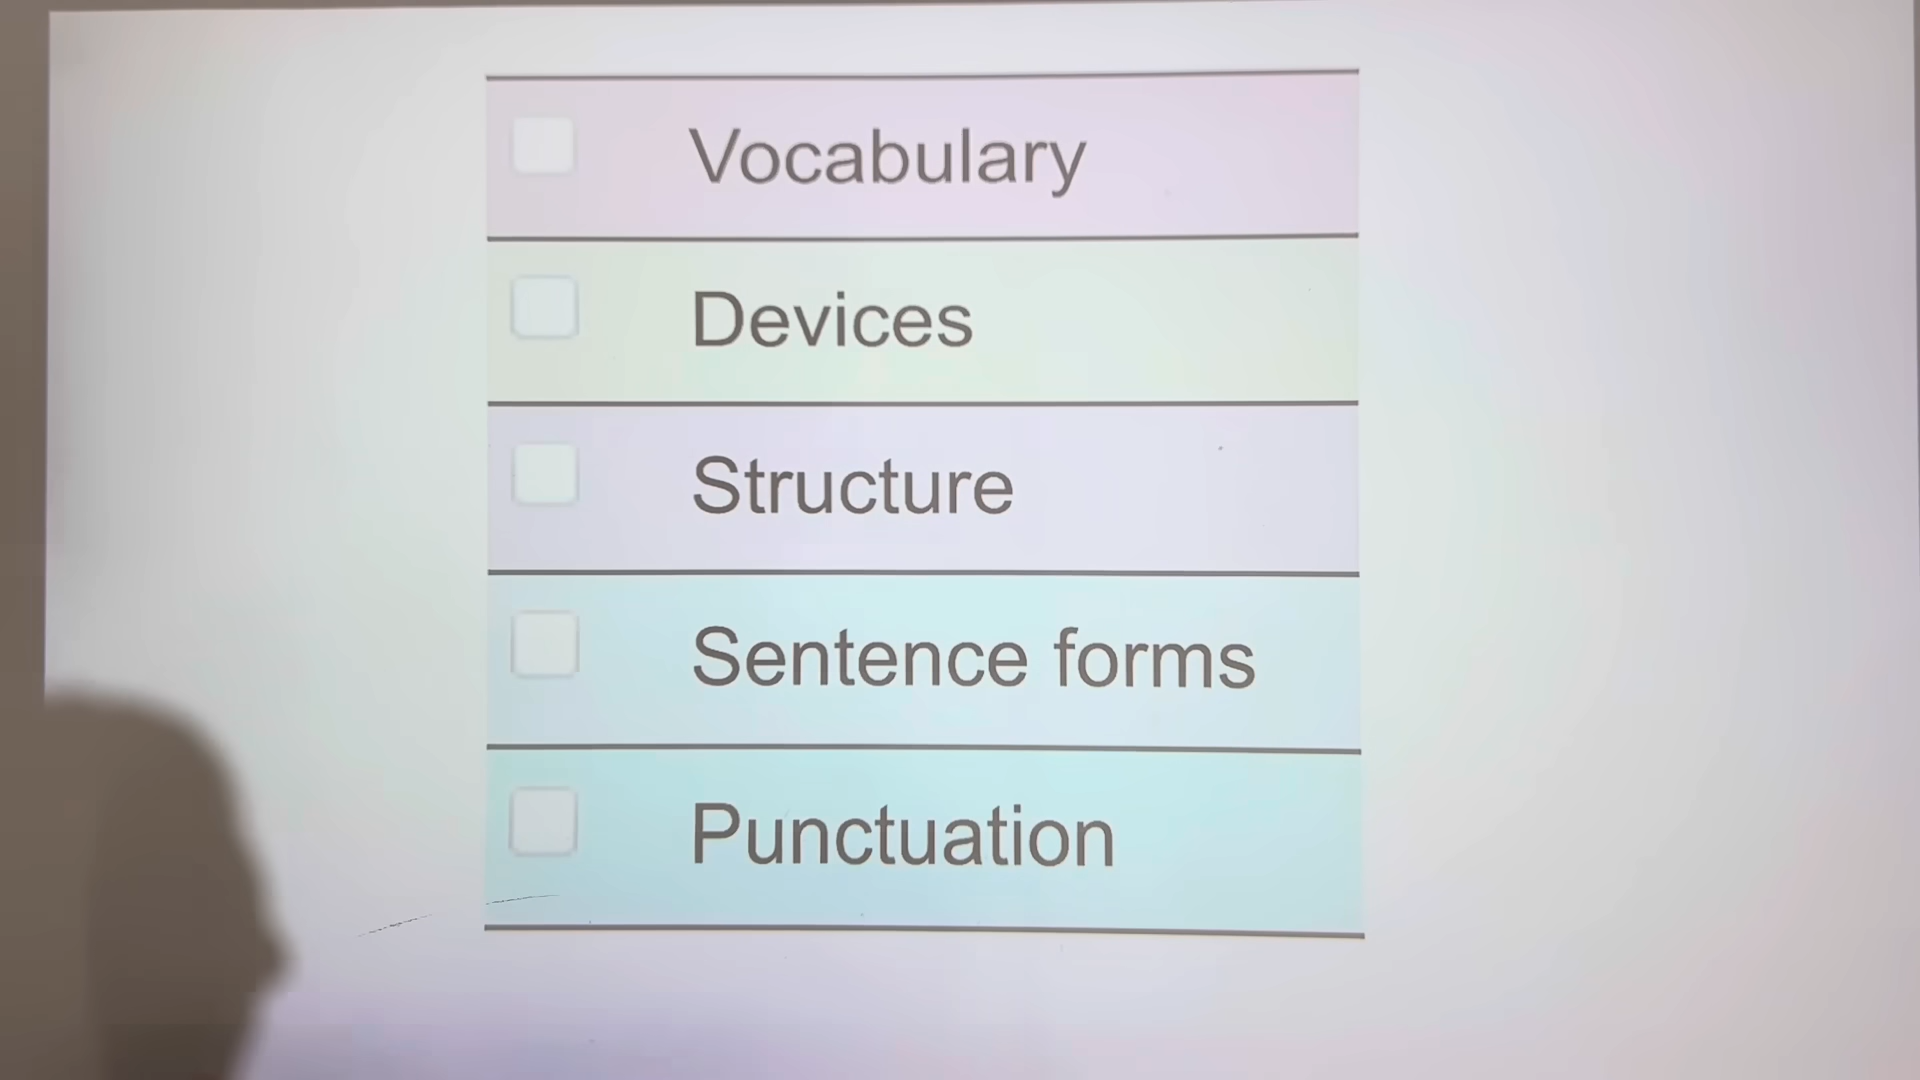 Vocabulary
Devices
Structure
Sentence forms
Punctuation